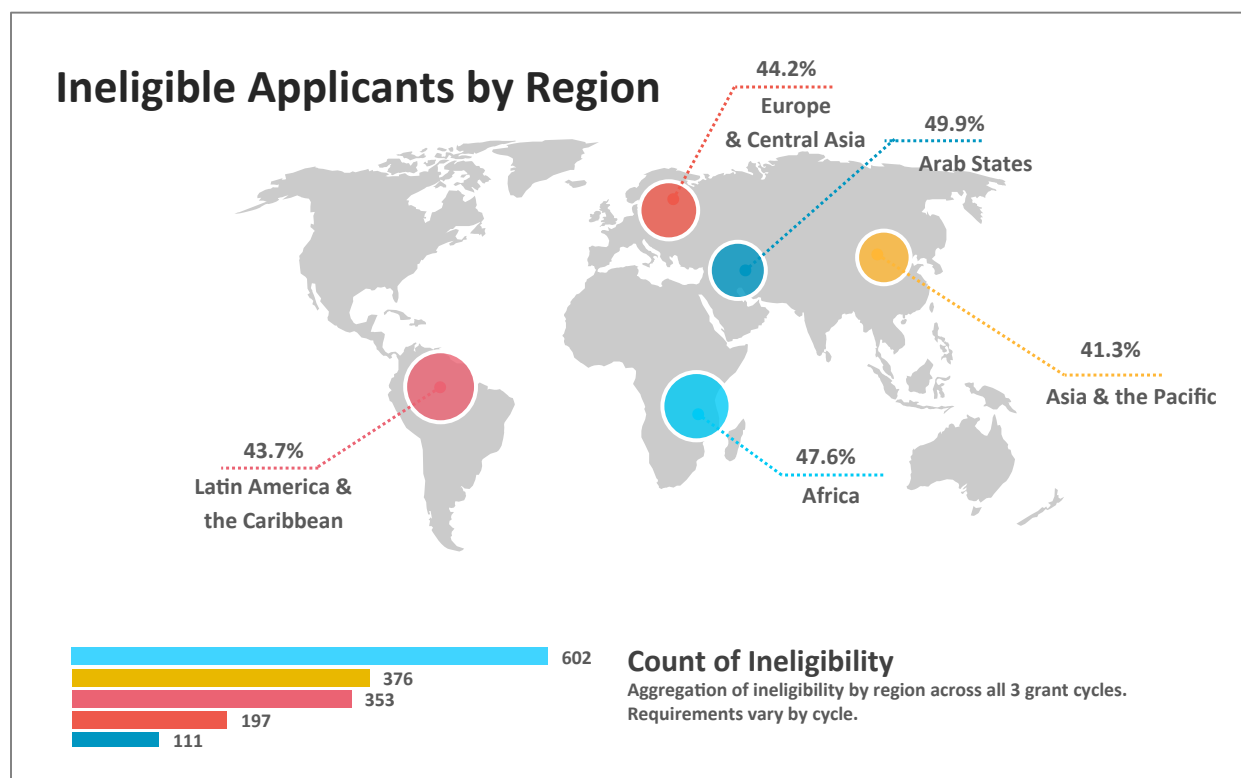 Ineligible Applicants by Region
44.2%
Europe
& Central Asia
49.9%
Arab States
41.3%
Asia & the Pacific
43.7%
Latin America &
the Caribbean
47.6%
Africa
602
376
353
197
111
Count of Ineligibility
Aggregation of ineligibility by region across all 3 grant cycles.
Requirements vary by cycle.